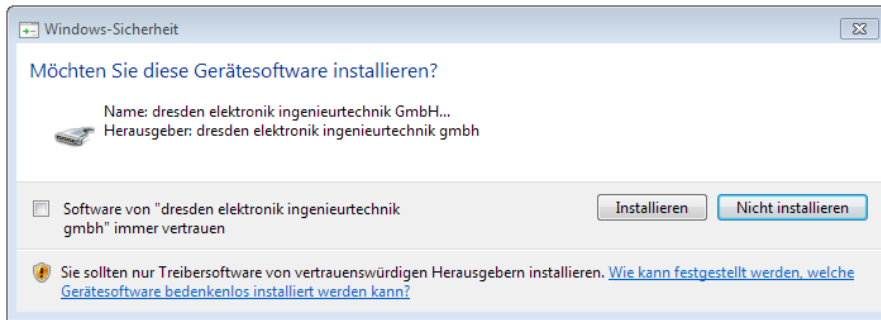 Windows-Sicherheit
Möchten Sie diese Gerätesoftware installieren?
Name: dresden elektronik ingenieurtechnik GmbH...
Herausgeber: dresden elektronik ingenieurtechnik gmbh
Software von "dresden elektronik ingenieurtechnik
gmbh" immer vertrauen
Installieren
Nicht installieren
Sie sollten nur Treibersoftware von vertrauenswürdigen Herausgebern installieren. Wie kann festgestellt werden, welche
Gerätesoftware bedenkenlos installiert werden kann?